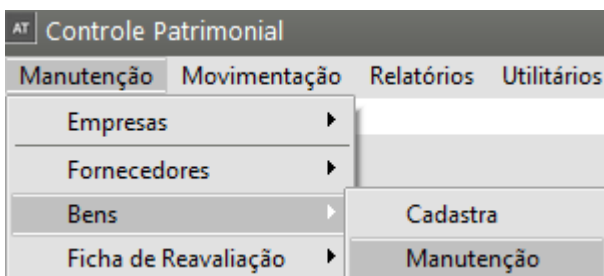 AT Controle Patrimonial
Manutenção Movimentação Relatórios Utilitários
Empresas
Fornecedores
Bens Cadastra
Ficha de Reavaliação Manutenção